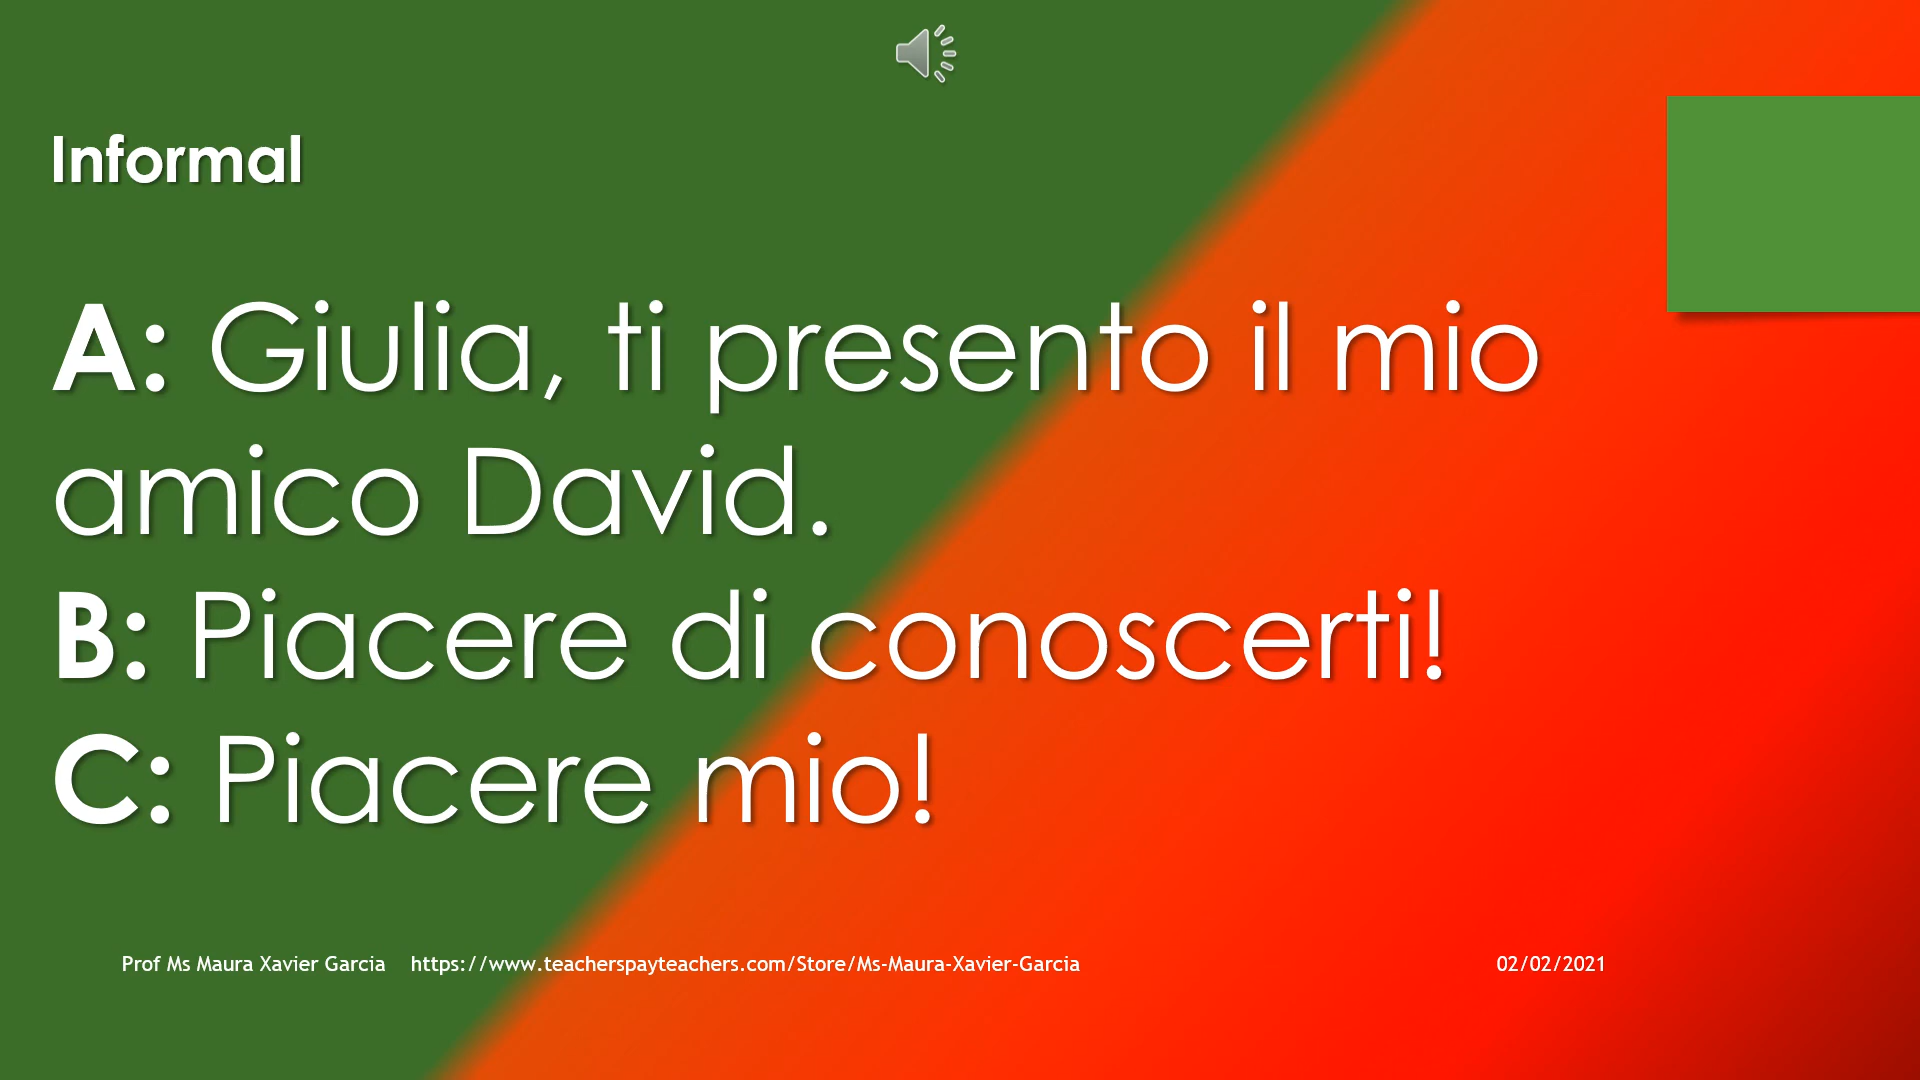 Informal
A: Giulia, ti presento il mio
amico David.
B: Piacere di conoscerti!
C: Piacere mio!
Prof Ms Maura Xavier Garcia https://www.teacherspayteachers.com/Store/Ms-Maura-Xavier-Garcia 02/02/2021